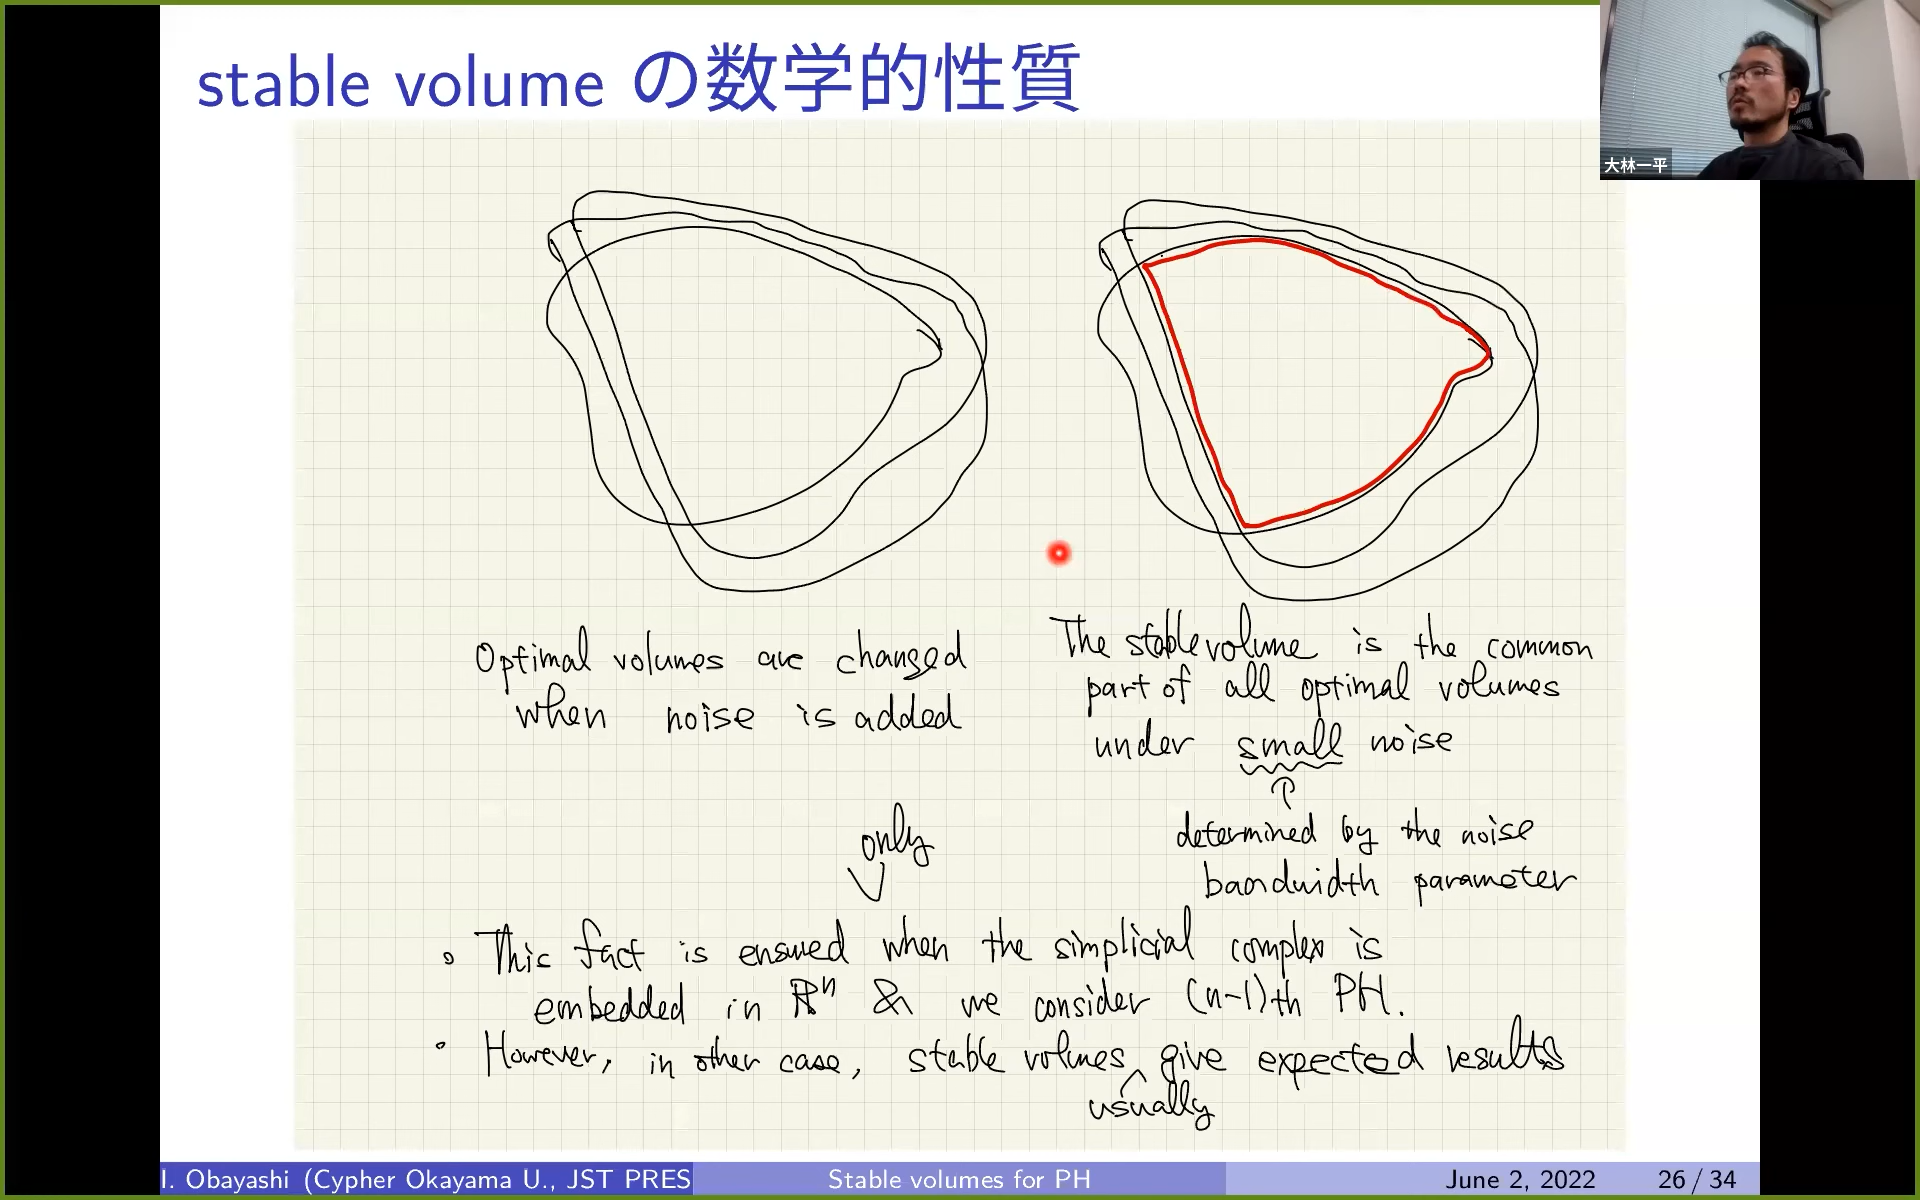 stable volume の数学的性質
大林一平
Optimal volumes are changed
when noise is added
The stable volume is the common
part of all optimal volumes
under small noise
determined by the noise
bandwidth parameter
only
• This fact is ensured when the simplicial complex is
embedded in ℝⁿ & we consider (n-1)th PH.
• However, in other case, stable volumes give expected results
usually
I. Obayashi (Cypher Okayama U., JST PRES
Stable volumes for PH
June 2, 2022
26 / 34